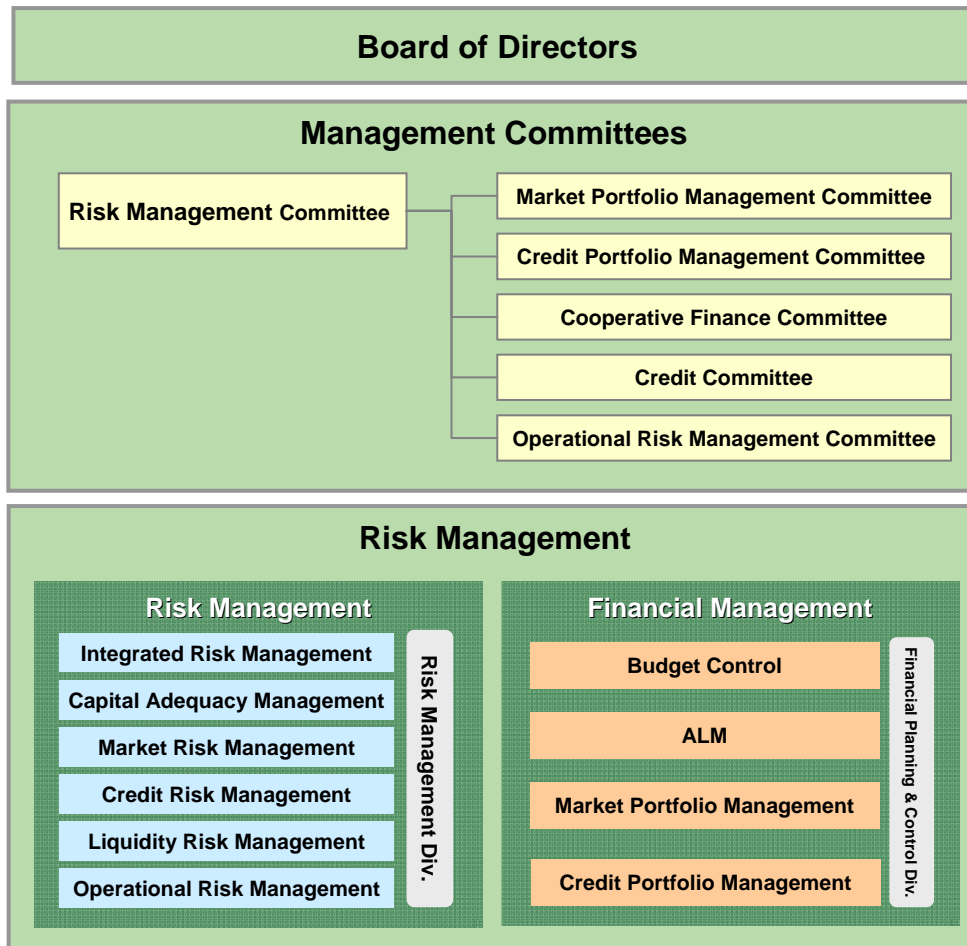 Board of Directors
Management Committees
Risk Management Committee
Market Portfolio Management Committee
Credit Portfolio Management Committee
Cooperative Finance Committee
Credit Committee
Operational Risk Management Committee
Risk Management
Risk Management
Integrated Risk Management
Capital Adequacy Management
Market Risk Management
Credit Risk Management
Liquidity Risk Management
Operational Risk Management
Risk Management Div.
Financial Management
Budget Control
ALM
Market Portfolio Management
Credit Portfolio Management
Financial Planning & Control Div.